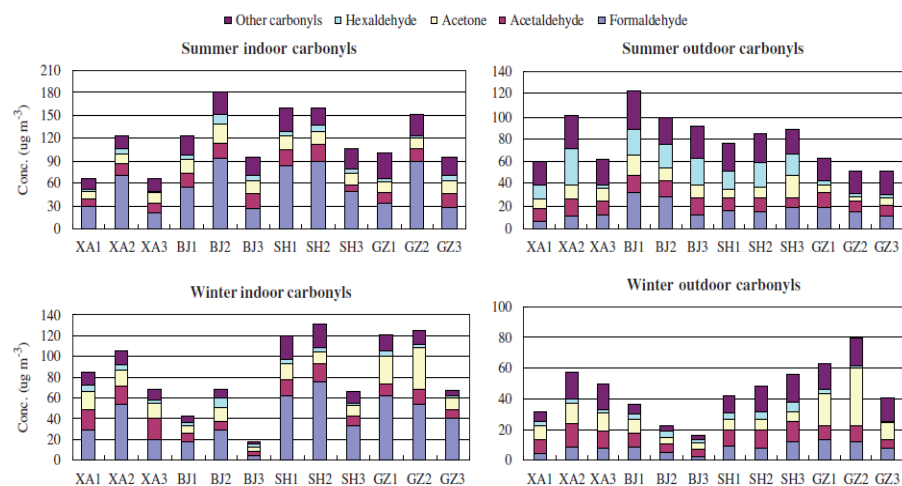 Other carbonyls Hexaldehyde Acetone Acetaldehyde Formaldehyde
Summer indoor carbonyls
Conc. (ug m-3)
210
180
150
120
90
60
30
0
XA1 XA2 XA3 BJ1 BJ2 BJ3 SH1 SH2 SH3 GZ1 GZ2 GZ3
Summer outdoor carbonyls
140
120
100
80
60
40
20
0
XA1 XA2 XA3 BJ1 BJ2 BJ3 SH1 SH2 SH3 GZ1 GZ2 GZ3
Winter indoor carbonyls
Conc. (ug m-3)
140
120
100
80
60
40
20
0
XA1 XA2 XA3 BJ1 BJ2 BJ3 SH1 SH2 SH3 GZ1 GZ2 GZ3
Winter outdoor carbonyls
100
80
60
40
20
0
XA1 XA2 XA3 BJ1 BJ2 BJ3 SH1 SH2 SH3 GZ1 GZ2 GZ3